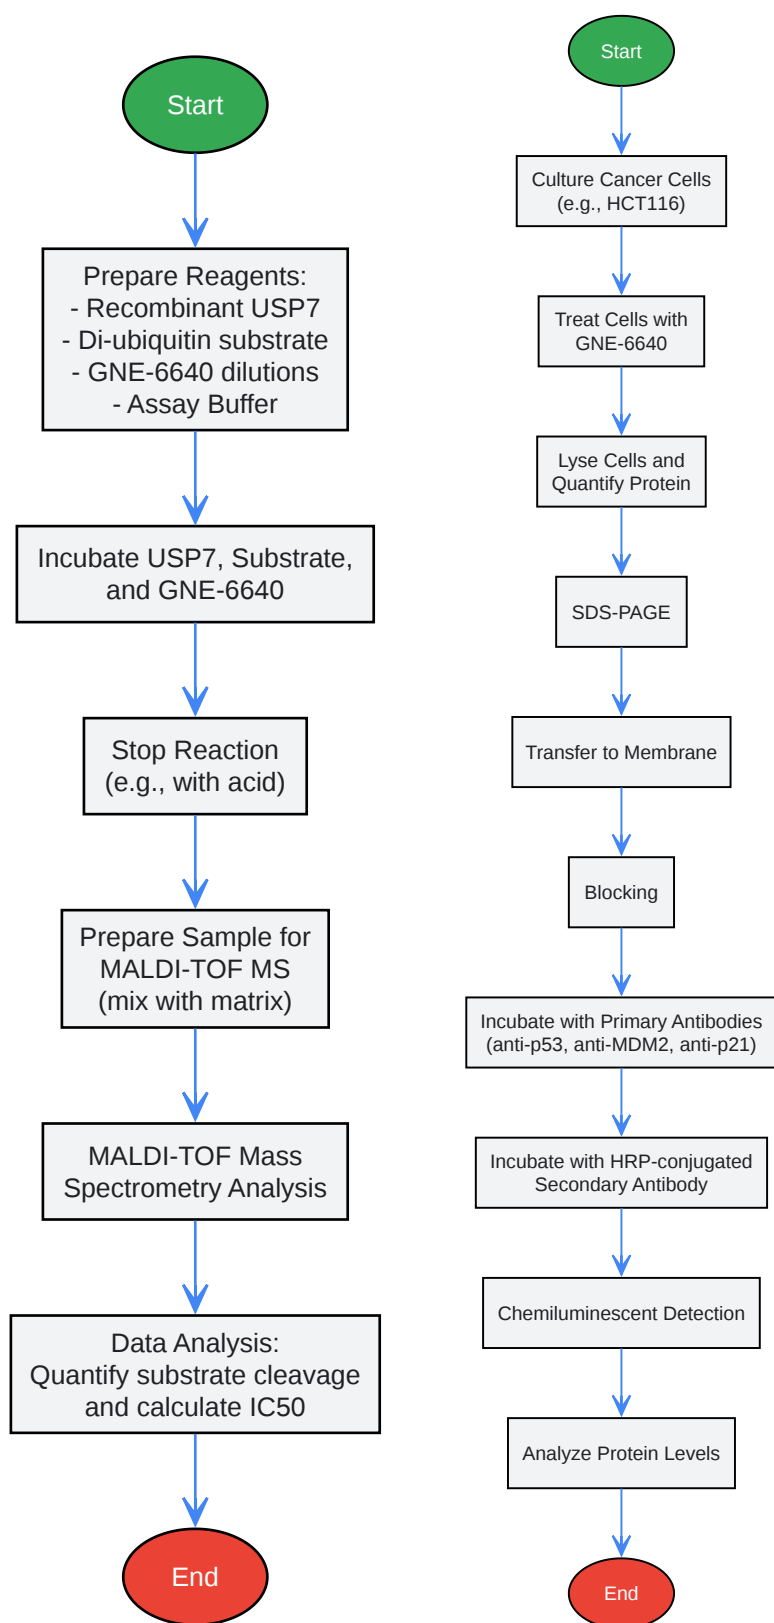 Start
Prepare Reagents:
- Recombinant USP7
- Di-ubiquitin substrate
- GNE-6640 dilutions
- Assay Buffer
Incubate USP7, Substrate,
and GNE-6640
Stop Reaction
(e.g., with acid)
Prepare Sample for
MALDI-TOF MS
(mix with matrix)
MALDI-TOF Mass
Spectrometry Analysis
Data Analysis:
Quantify substrate cleavage
and calculate IC50
End
Start
Culture Cancer Cells
(e.g., HCT116)
Treat Cells with
GNE-6640
Lyse Cells and
Quantify Protein
SDS-PAGE
Transfer to Membrane
Blocking
Incubate with Primary Antibodies
(anti-p53, anti-MDM2, anti-p21)
Incubate with HRP-conjugated
Secondary Antibody
Chemiluminescent Detection
Analyze Protein Levels
End